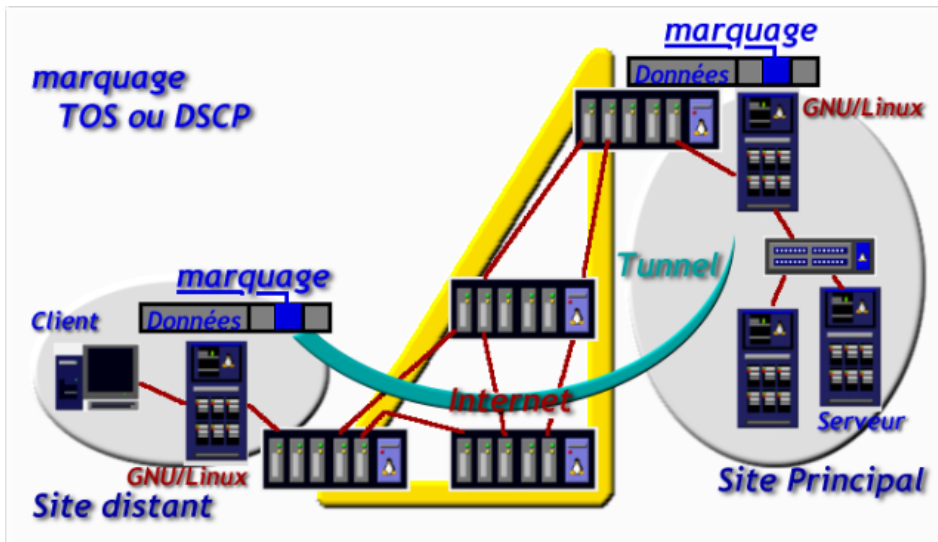 marquage
marquage
TOS ou DSCP
Données
GNU/Linux
Tunnel
marquage
Client
Données
Internet
Serveur
GNU/Linux
Site Principal
Site distant